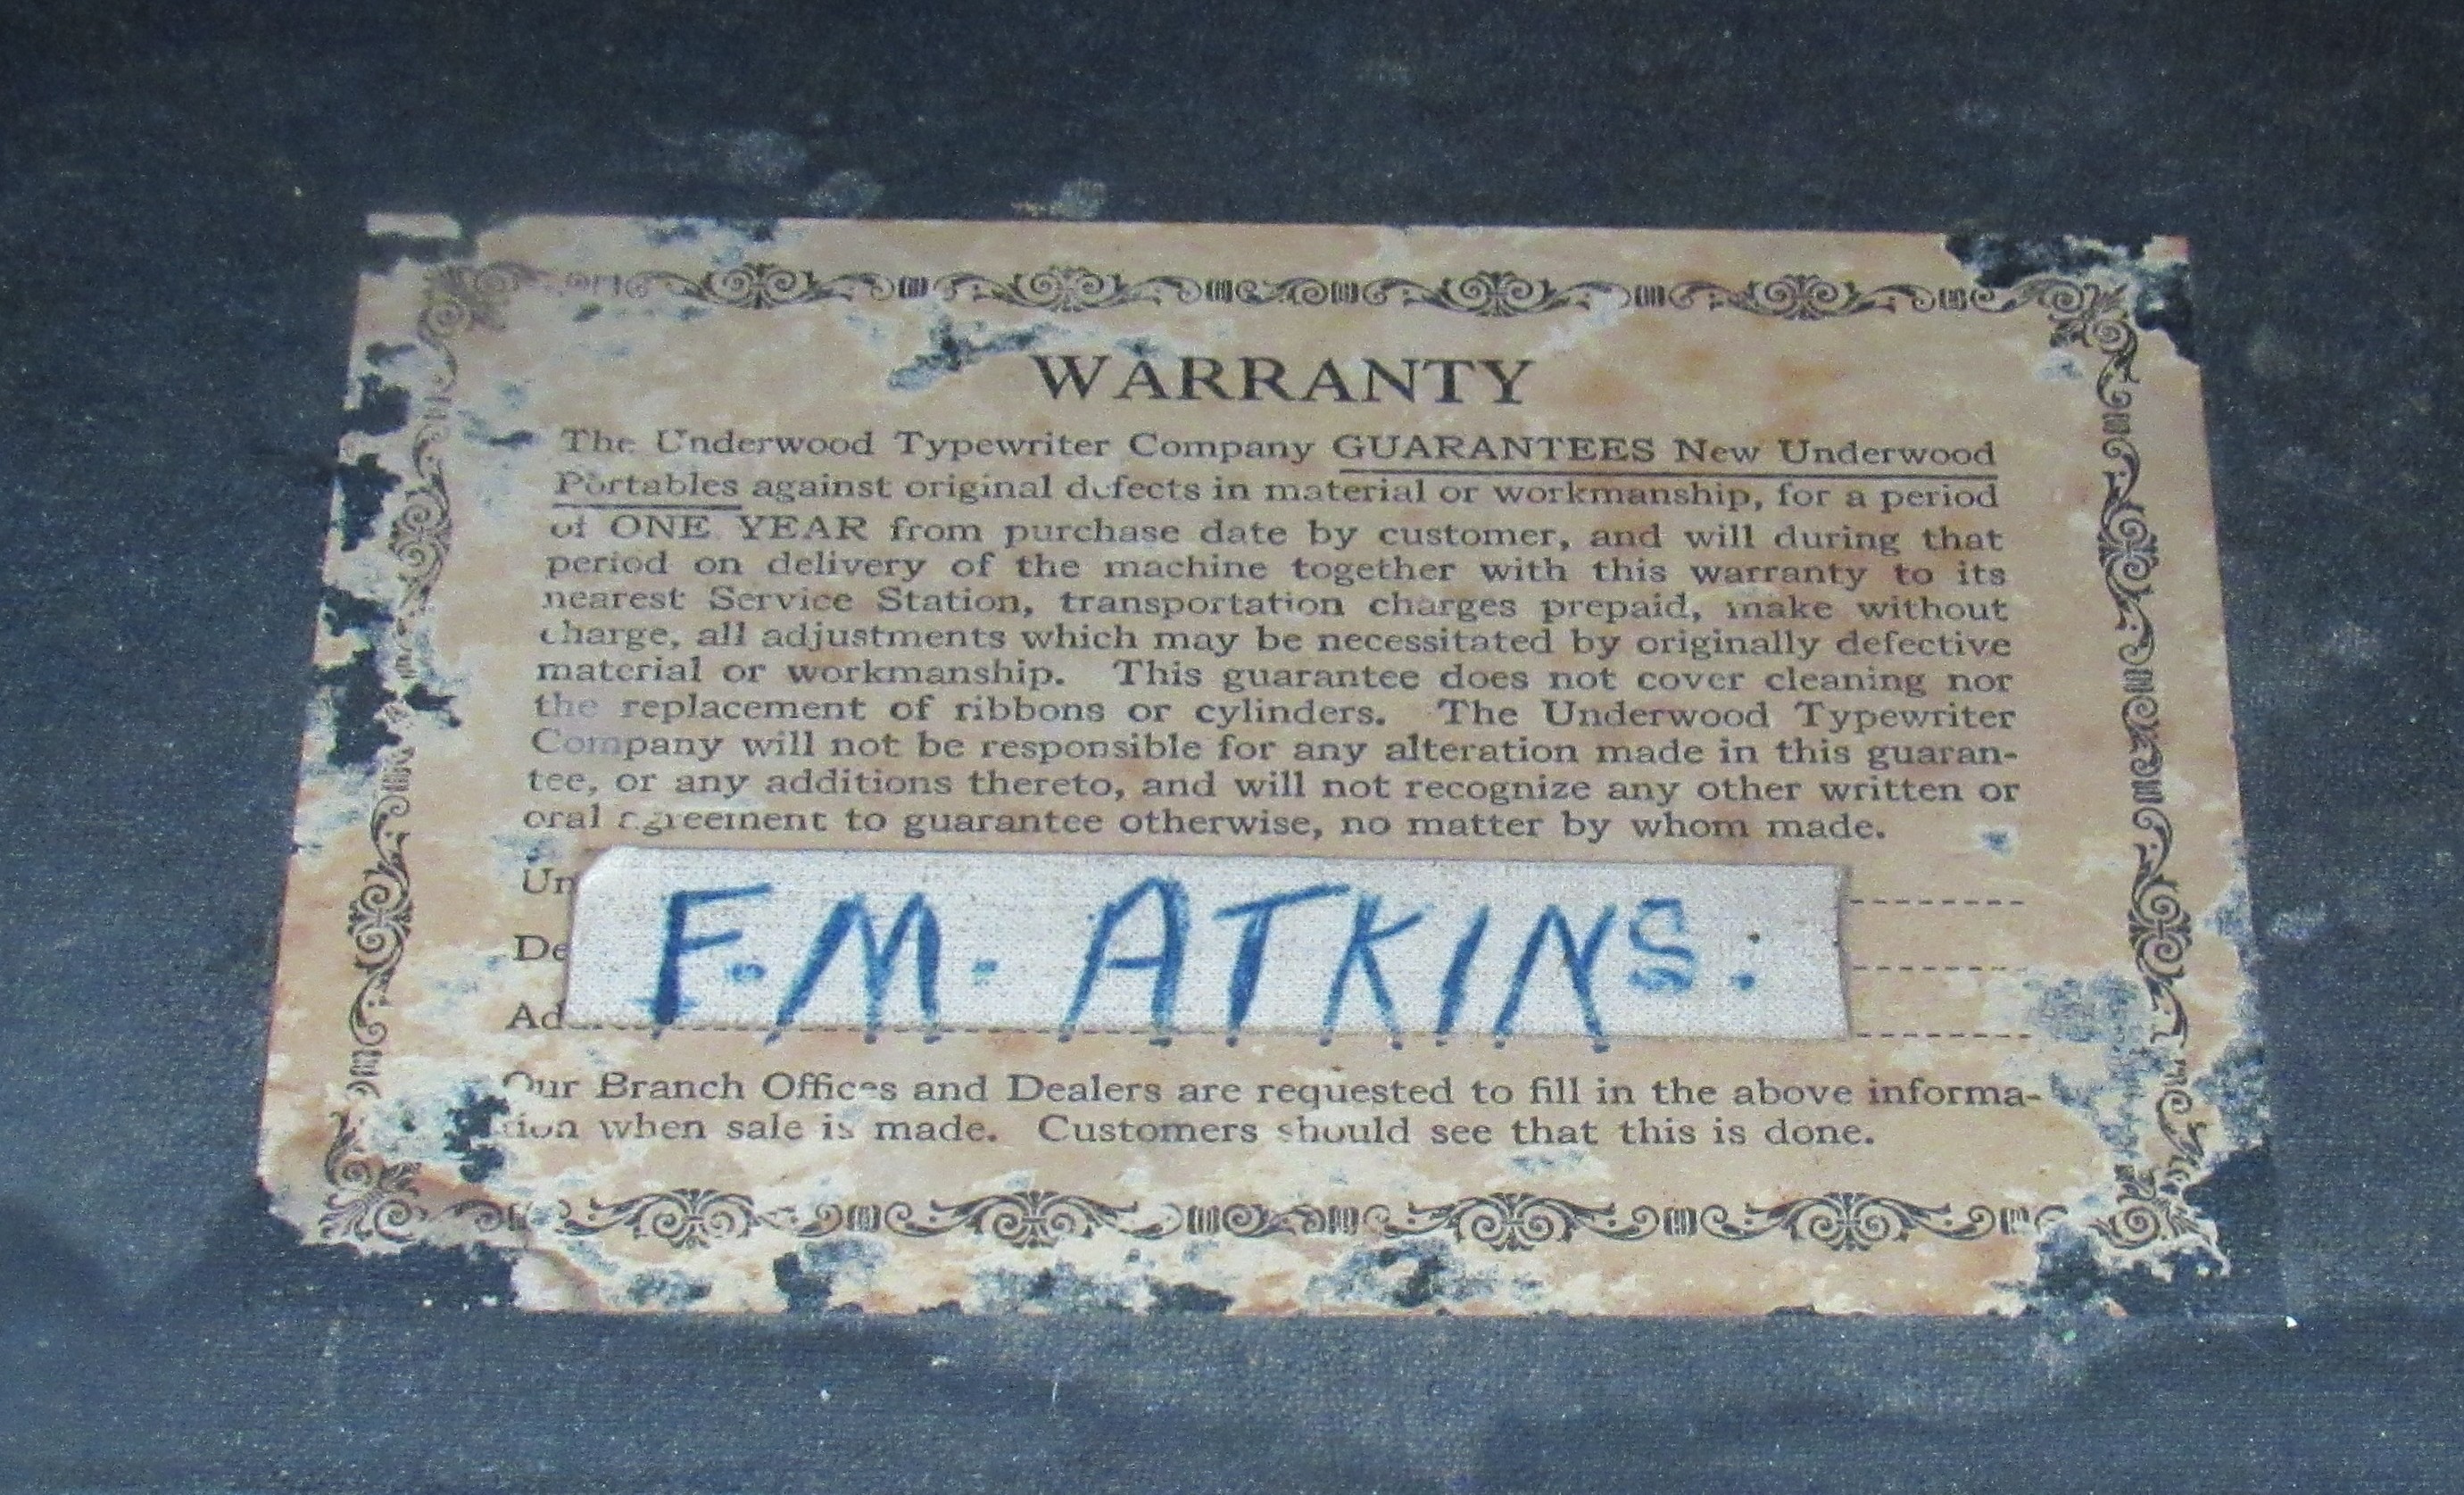 WARRANTY
The Underwood Typewriter Company GUARANTEES New Underwood
Portables against original defects in material or workmanship, for a period
of ONE YEAR from purchase date by customer, and will during that
period on delivery of the machine together with this warranty to its
nearest Service Station, transportation charges prepaid, make without
charge, all adjustments which may be necessitated by originally defective
material or workmanship. This guarantee does not cover cleaning nor
the replacement of ribbons or cylinders. The Underwood Typewriter
Company will not be responsible for any alteration made in this guaran-
tee, or any additions thereto, and will not recognize any other written or
oral agreement to guarantee otherwise, no matter by whom made.
F. M. ATKINS.
Our Branch Offices and Dealers are requested to fill in the above informa-
tion when sale is made. Customers should see that this is done.